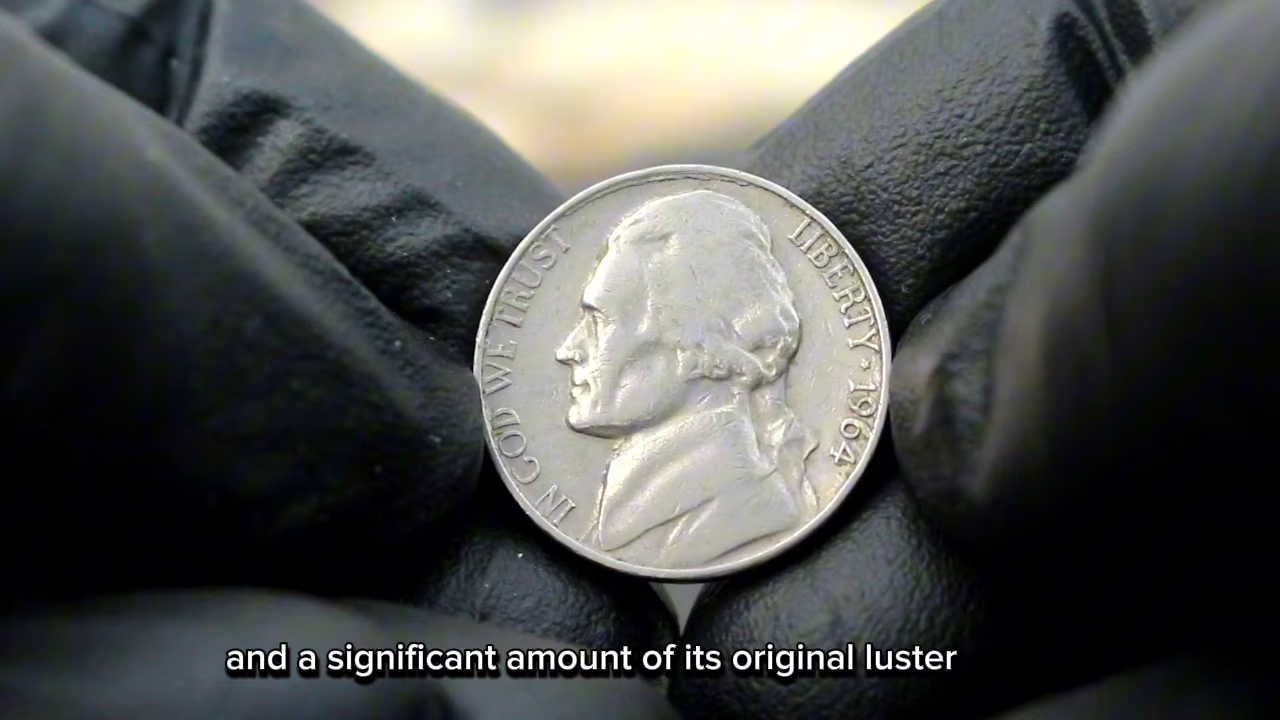 IN GOD WE TRUST
LIBERTY * 1964
and a significant amount of its original luster